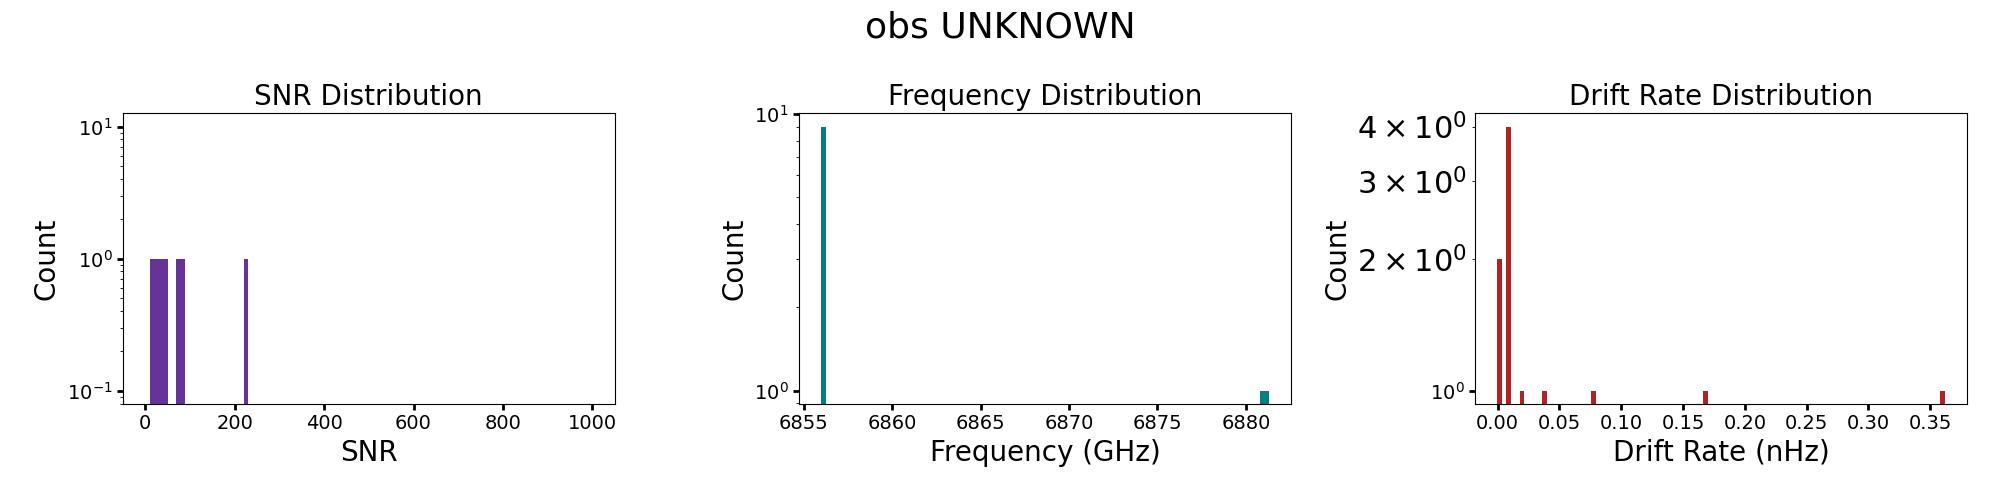 obs UNKNOWN
SNR Distribution
10¹
10⁰
10⁻¹
Count
0 200 400 600 800 1000
SNR
Frequency Distribution
10¹
10⁰
Count
6855 6860 6865 6870 6875 6880
Frequency (GHz)
Drift Rate Distribution
4 × 10⁰
3 × 10⁰
2 × 10⁰
10⁰
Count
0.00 0.05 0.10 0.15 0.20 0.25 0.30 0.35
Drift Rate (nHz)